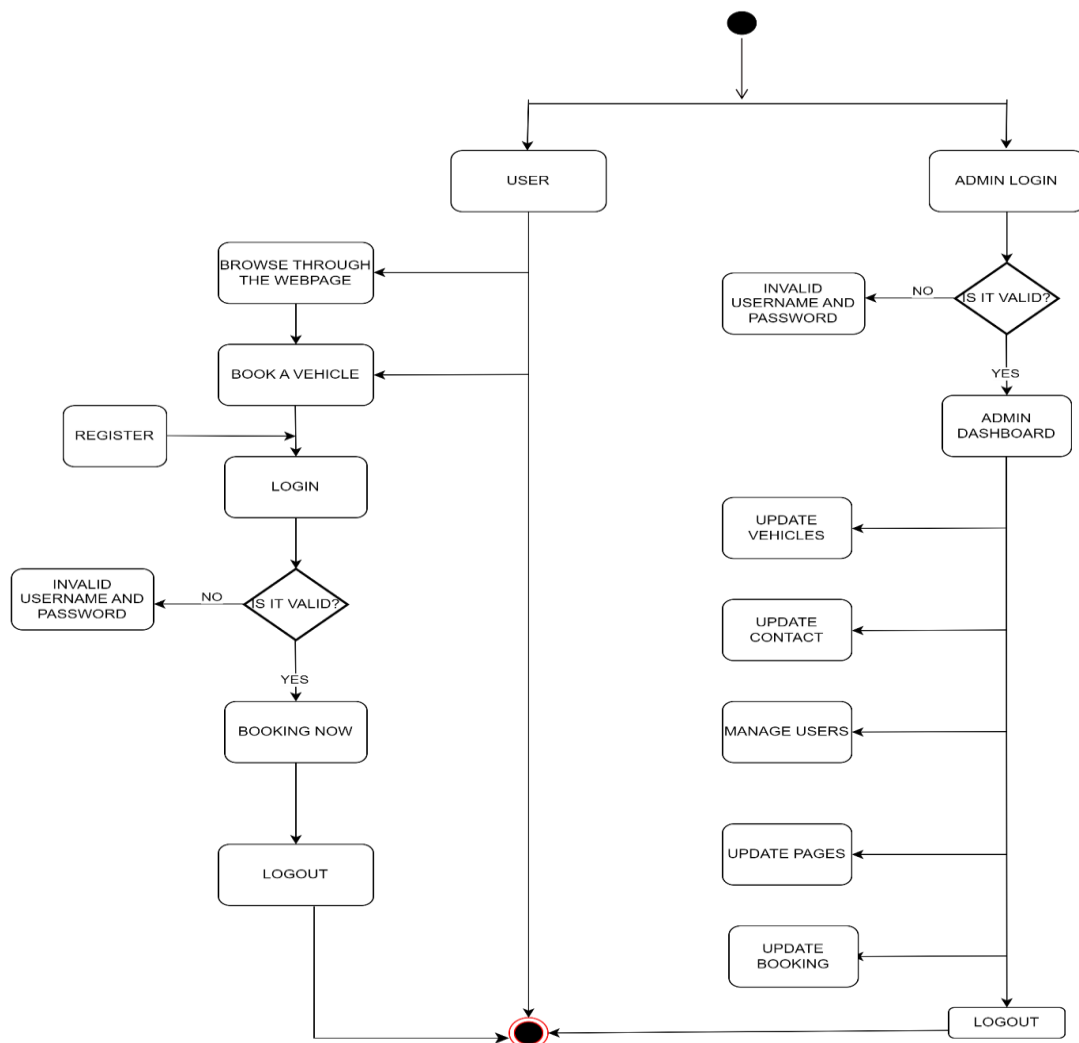 USER
ADMIN LOGIN
BROWSE THROUGH
THE WEBPAGE
INVALID
USERNAME AND
PASSWORD
NO
IS IT VALID?
BOOK A VEHICLE
YES
REGISTER
ADMIN
DASHBOARD
LOGIN
UPDATE
VEHICLES
INVALID
USERNAME AND
PASSWORD
NO
IS IT VALID?
UPDATE
CONTACT
YES
BOOKING NOW
MANAGE USERS
LOGOUT
UPDATE PAGES
UPDATE
BOOKING
LOGOUT